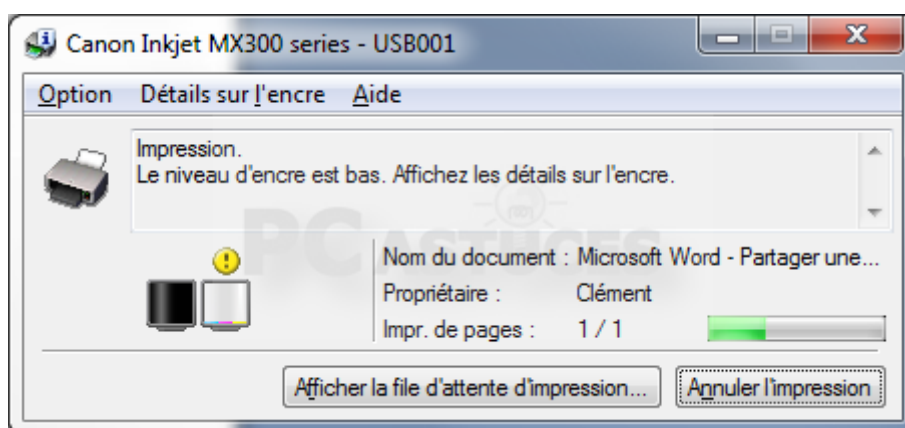 Canon Inkjet MX300 series - USB001
Option Détails sur l'encre Aide
Impression.
Le niveau d'encre est bas. Affichez les détails sur l'encre.
PC ASTUCES
Nom du document : Microsoft Word - Partager une...
Propriétaire : Clément
Impr. de pages : 1 / 1
Afficher la file d'attente d'impression... Annuler l'impression